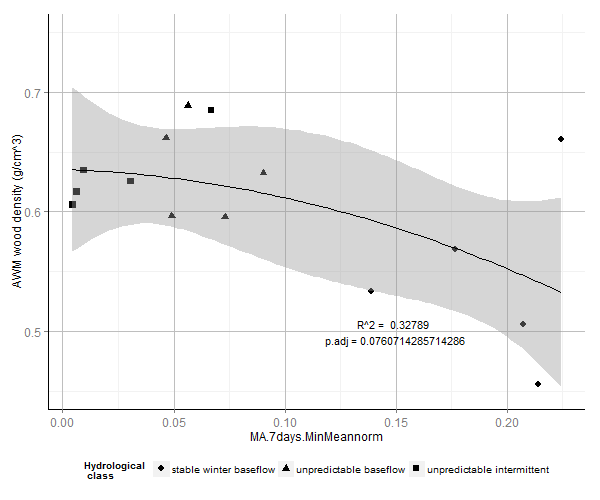 0.7
0.6
0.5
AWM wood density (g/cm^3)
R^2 = 0.32789
p.adj = 0.0760714285714286
0.00 0.05 0.10 0.15 0.20
MA.7days.MinMeannorm
Hydrological
class
stable winter baseflow unpredictable baseflow unpredictable intermittent